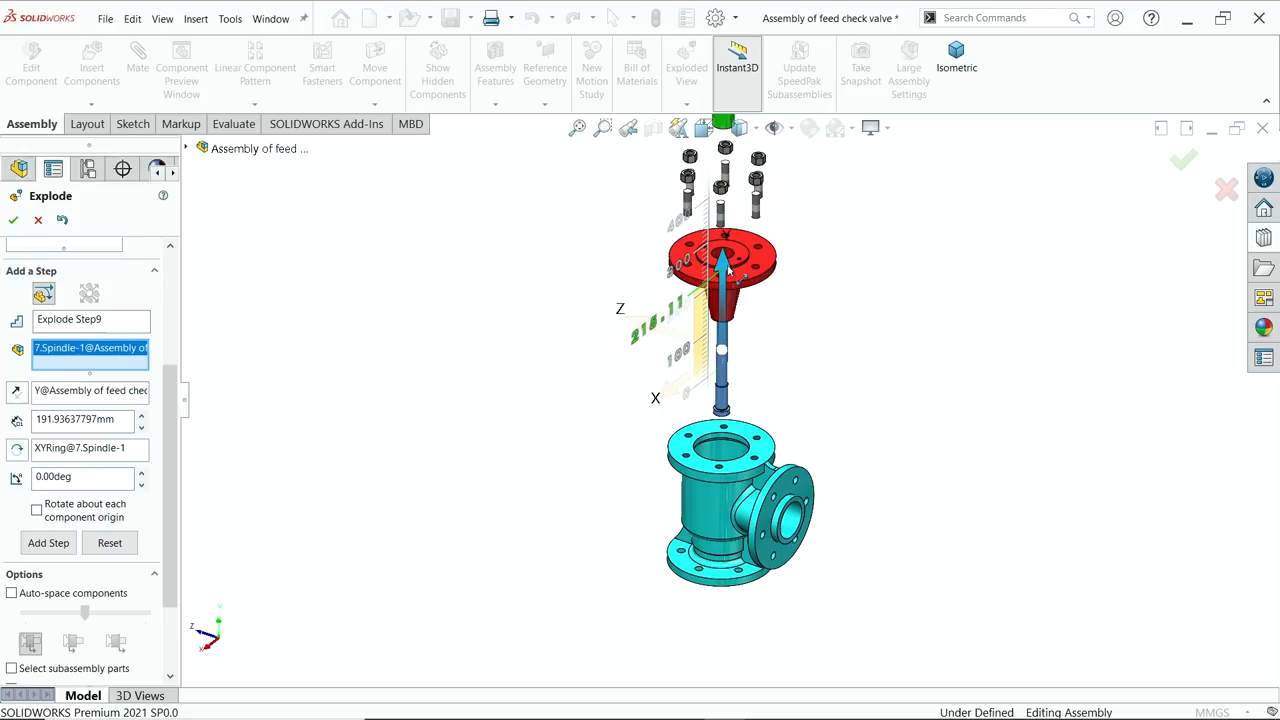 SOLIDWORKS File Edit View Insert Tools Window Assembly of feed check valve * Search Commands
Edit Component
Insert Components
Mate
Component Preview Window
Linear Component Pattern
Smart Fasteners
Move Component
Show Hidden Components
Assembly Features
Reference Geometry
New Motion Study
Bill of Materials
Exploded View
Instant3D
Update SpeedPak Subassemblies
Take Snapshot
Large Assembly Settings
Isometric
Assembly Layout Sketch Markup Evaluate SOLIDWORKS Add-Ins MBD
Assembly of feed ...
Explode
Add a Step
Explode Step9
7.Spindle-1@Assembly of
Y@Assembly of feed chec
191.93637797mm
XYRing@7.Spindle-1
0.00deg
Rotate about each
component origin
Add Step Reset
Options
Auto-space components
Select subassembly parts
400
300
215.11
100
0
Y
Z
X
Y
Z
X
Model 3D Views
SOLIDWORKS Premium 2021 SP0.0 Under Defined Editing Assembly MMGS